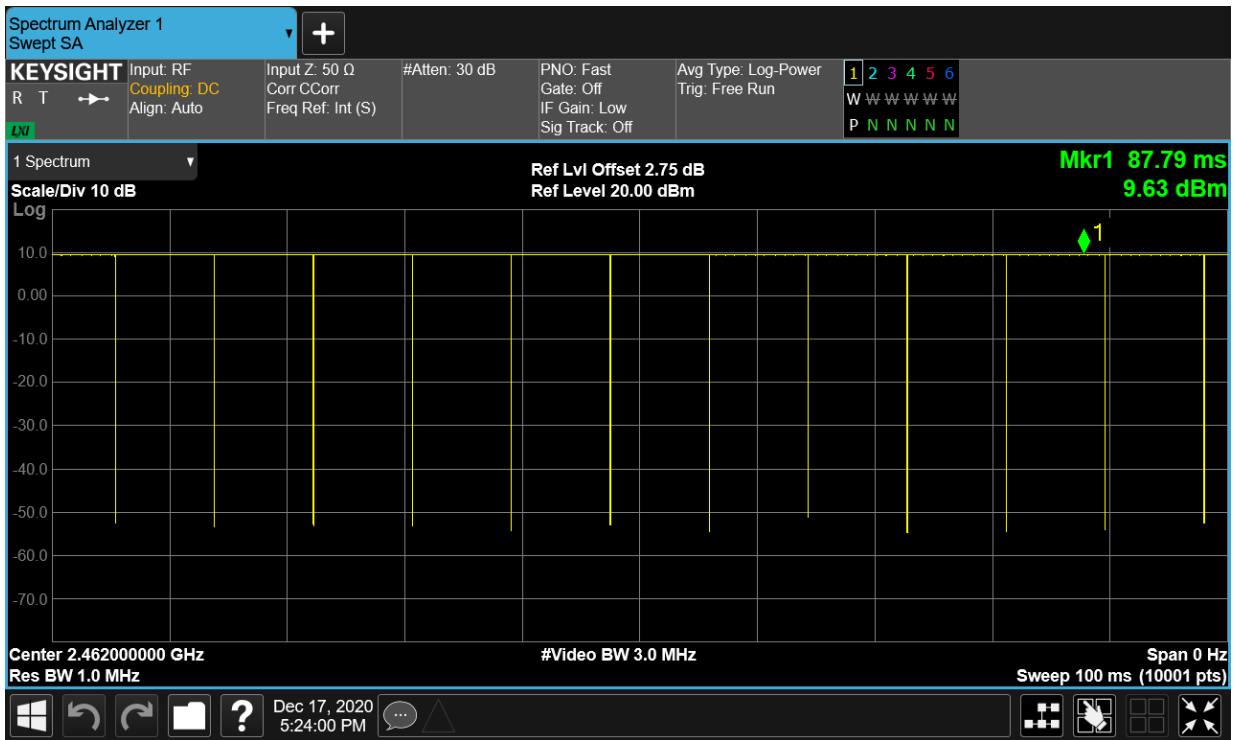 Spectrum Analyzer 1
Swept SA
KEYSIGHT
R T
LXI
Input: RF
Coupling: DC
Align: Auto
Input Z: 50 Ω
Corr CCorr
Freq Ref: Int (S)
#Atten: 30 dB
PNO: Fast
Gate: Off
IF Gain: Low
Sig Track: Off
Avg Type: Log-Power
Trig: Free Run
1 2 3 4 5 6
W W W W W W
P N N N N N
1 Spectrum
Scale/Div 10 dB
Log
Ref Lvl Offset 2.75 dB
Ref Level 20.00 dBm
Mkr1 87.79 ms
9.63 dBm
1
10.0
0.00
-10.0
-20.0
-30.0
-40.0
-50.0
-60.0
-70.0
Center 2.462000000 GHz
Res BW 1.0 MHz
#Video BW 3.0 MHz
Span 0 Hz
Sweep 100 ms (10001 pts)
?
Dec 17, 2020
5:24:00 PM